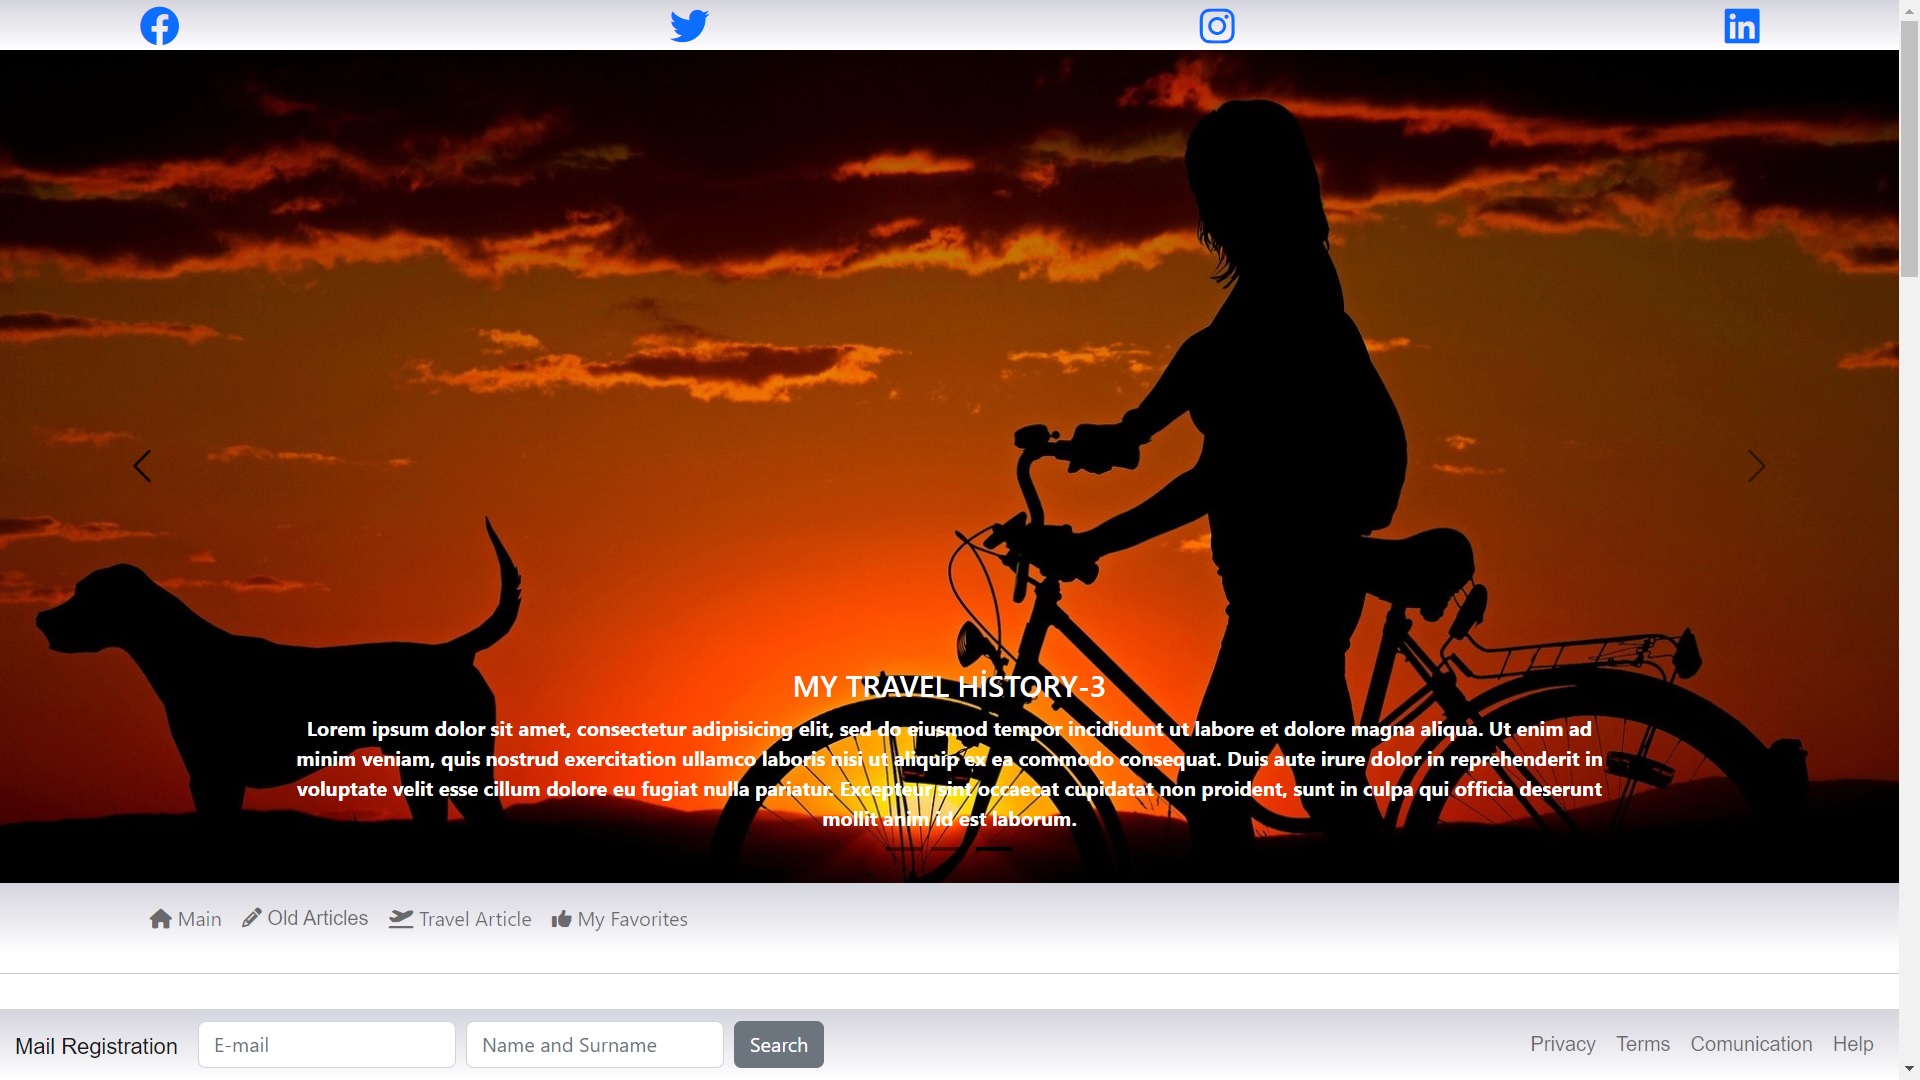 MY TRAVEL HİSTORY-3
Lorem ipsum dolor sit amet, consectetur adipisicing elit, sed do eiusmod tempor incididunt ut labore et dolore magna aliqua. Ut enim ad
minim veniam, quis nostrud exercitation ullamco laboris nisi ut aliquip ex ea commodo consequat. Duis aute irure dolor in reprehenderit in
voluptate velit esse cillum dolore eu fugiat nulla pariatur. Excepteur sint occaecat cupidatat non proident, sunt in culpa qui officia deserunt
mollit anim id est laborum.
Main Old Articles Travel Article My Favorites
Mail Registration E-mail Name and Surname Search Privacy Terms Comunication Help